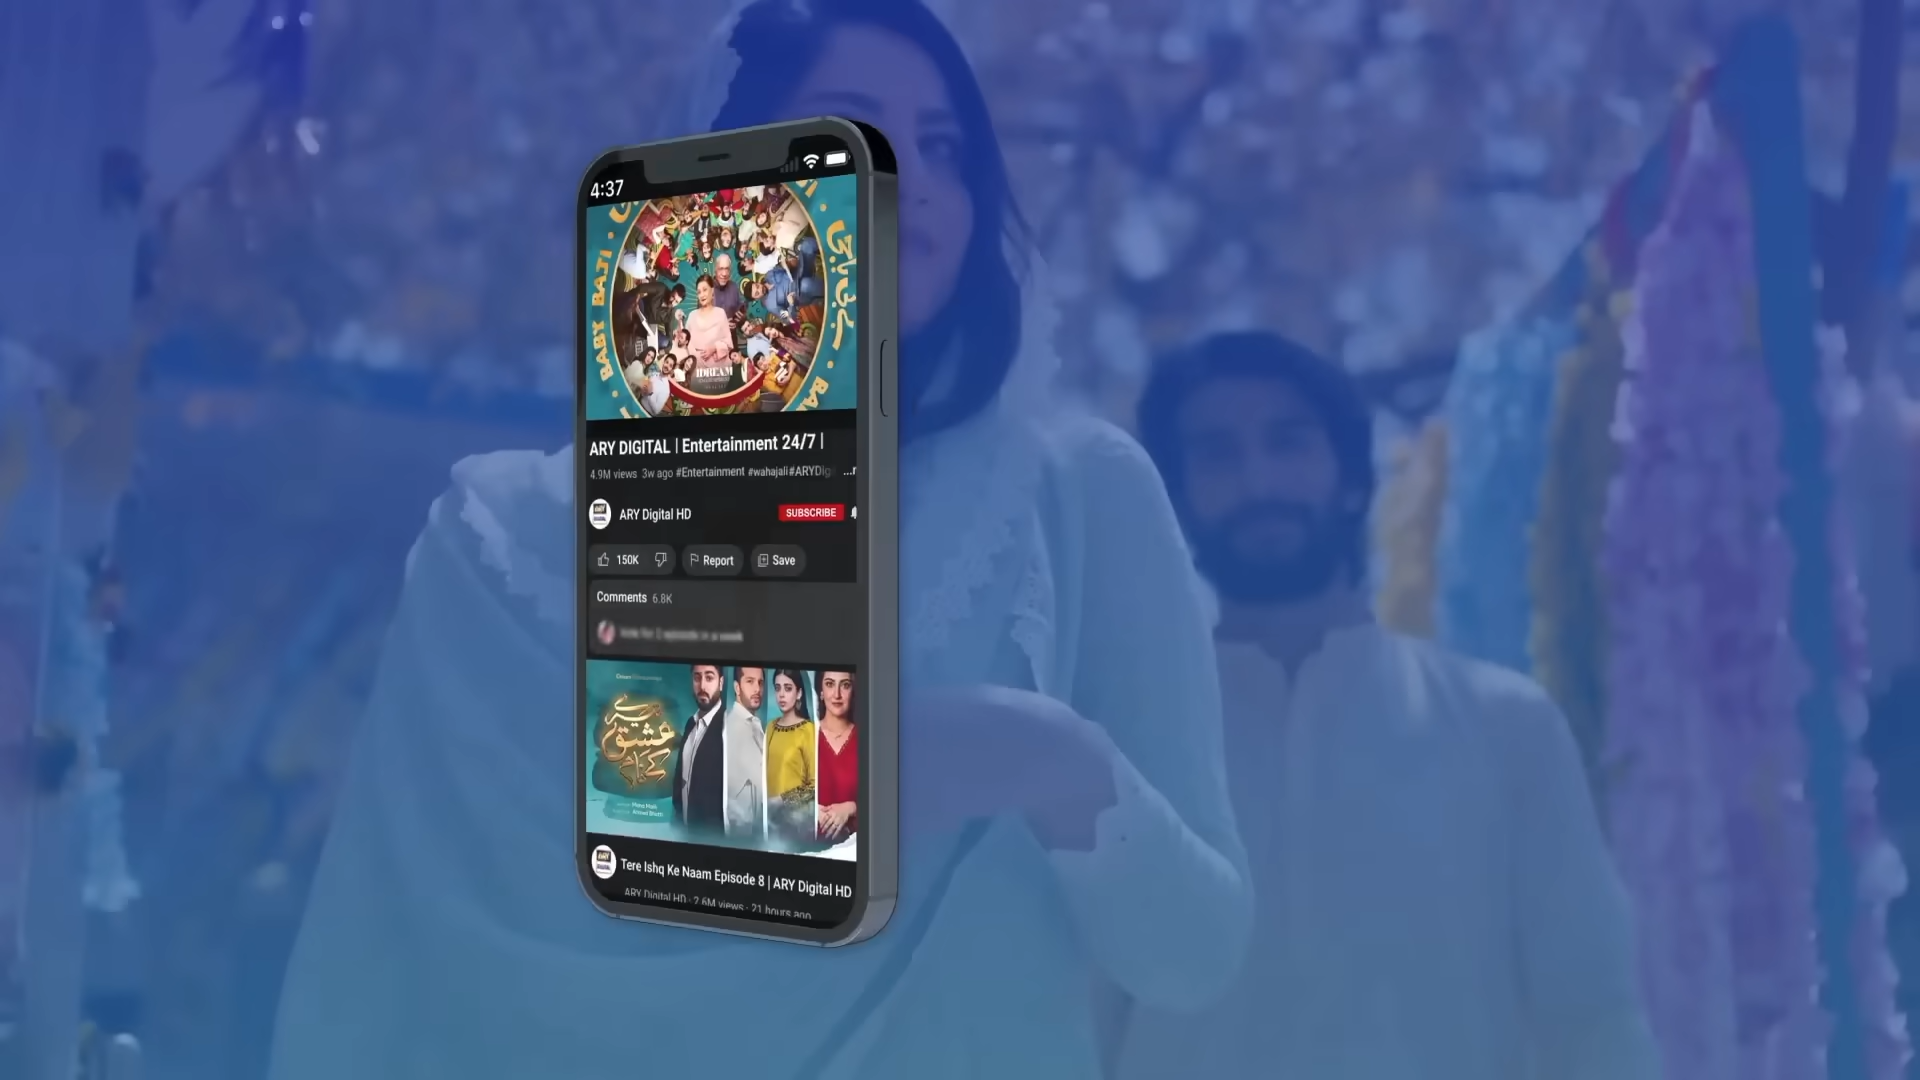 4:37
BABY BAJI
بے بی باجی
IDREAM
ARY DIGITAL | Entertainment 24/7 |
4.9M views 3w ago #Entertainment #wahajali #ARYDig ...r
ARY Digital HD
SUBSCRIBE
150K Report Save
Comments 6.8K
تیرے عشق کے نام
Tere Ishq Ke Naam Episode 8 | ARY Digital HD
ARY Digital HD · 2.6M views · 21 hours ago